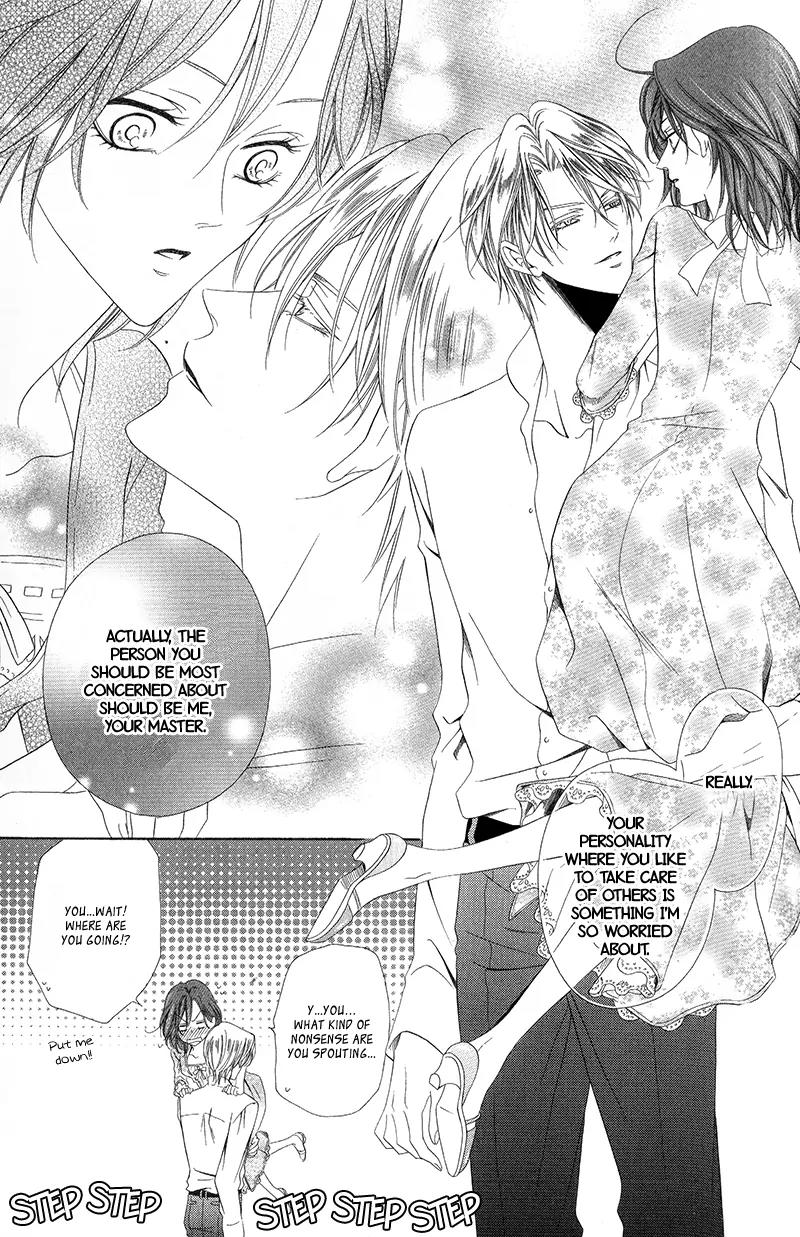 REALLY.
YOUR
PERSONALITY
WHERE YOU LIKE
TO TAKE CARE
OF OTHERS IS
SOMETHING I'M
SO WORRIED
ABOUT.
ACTUALLY, THE
PERSON YOU
SHOULD BE MOST
CONCERNED ABOUT
SHOULD BE ME,
YOUR MASTER.
Y...YOU...
WHAT KIND OF
NONSENSE ARE
YOU SPOUTING...
YOU...WAIT!
WHERE ARE
YOU GOING!?
Put me
down!!
STEP STEP
STEP STEP STEP